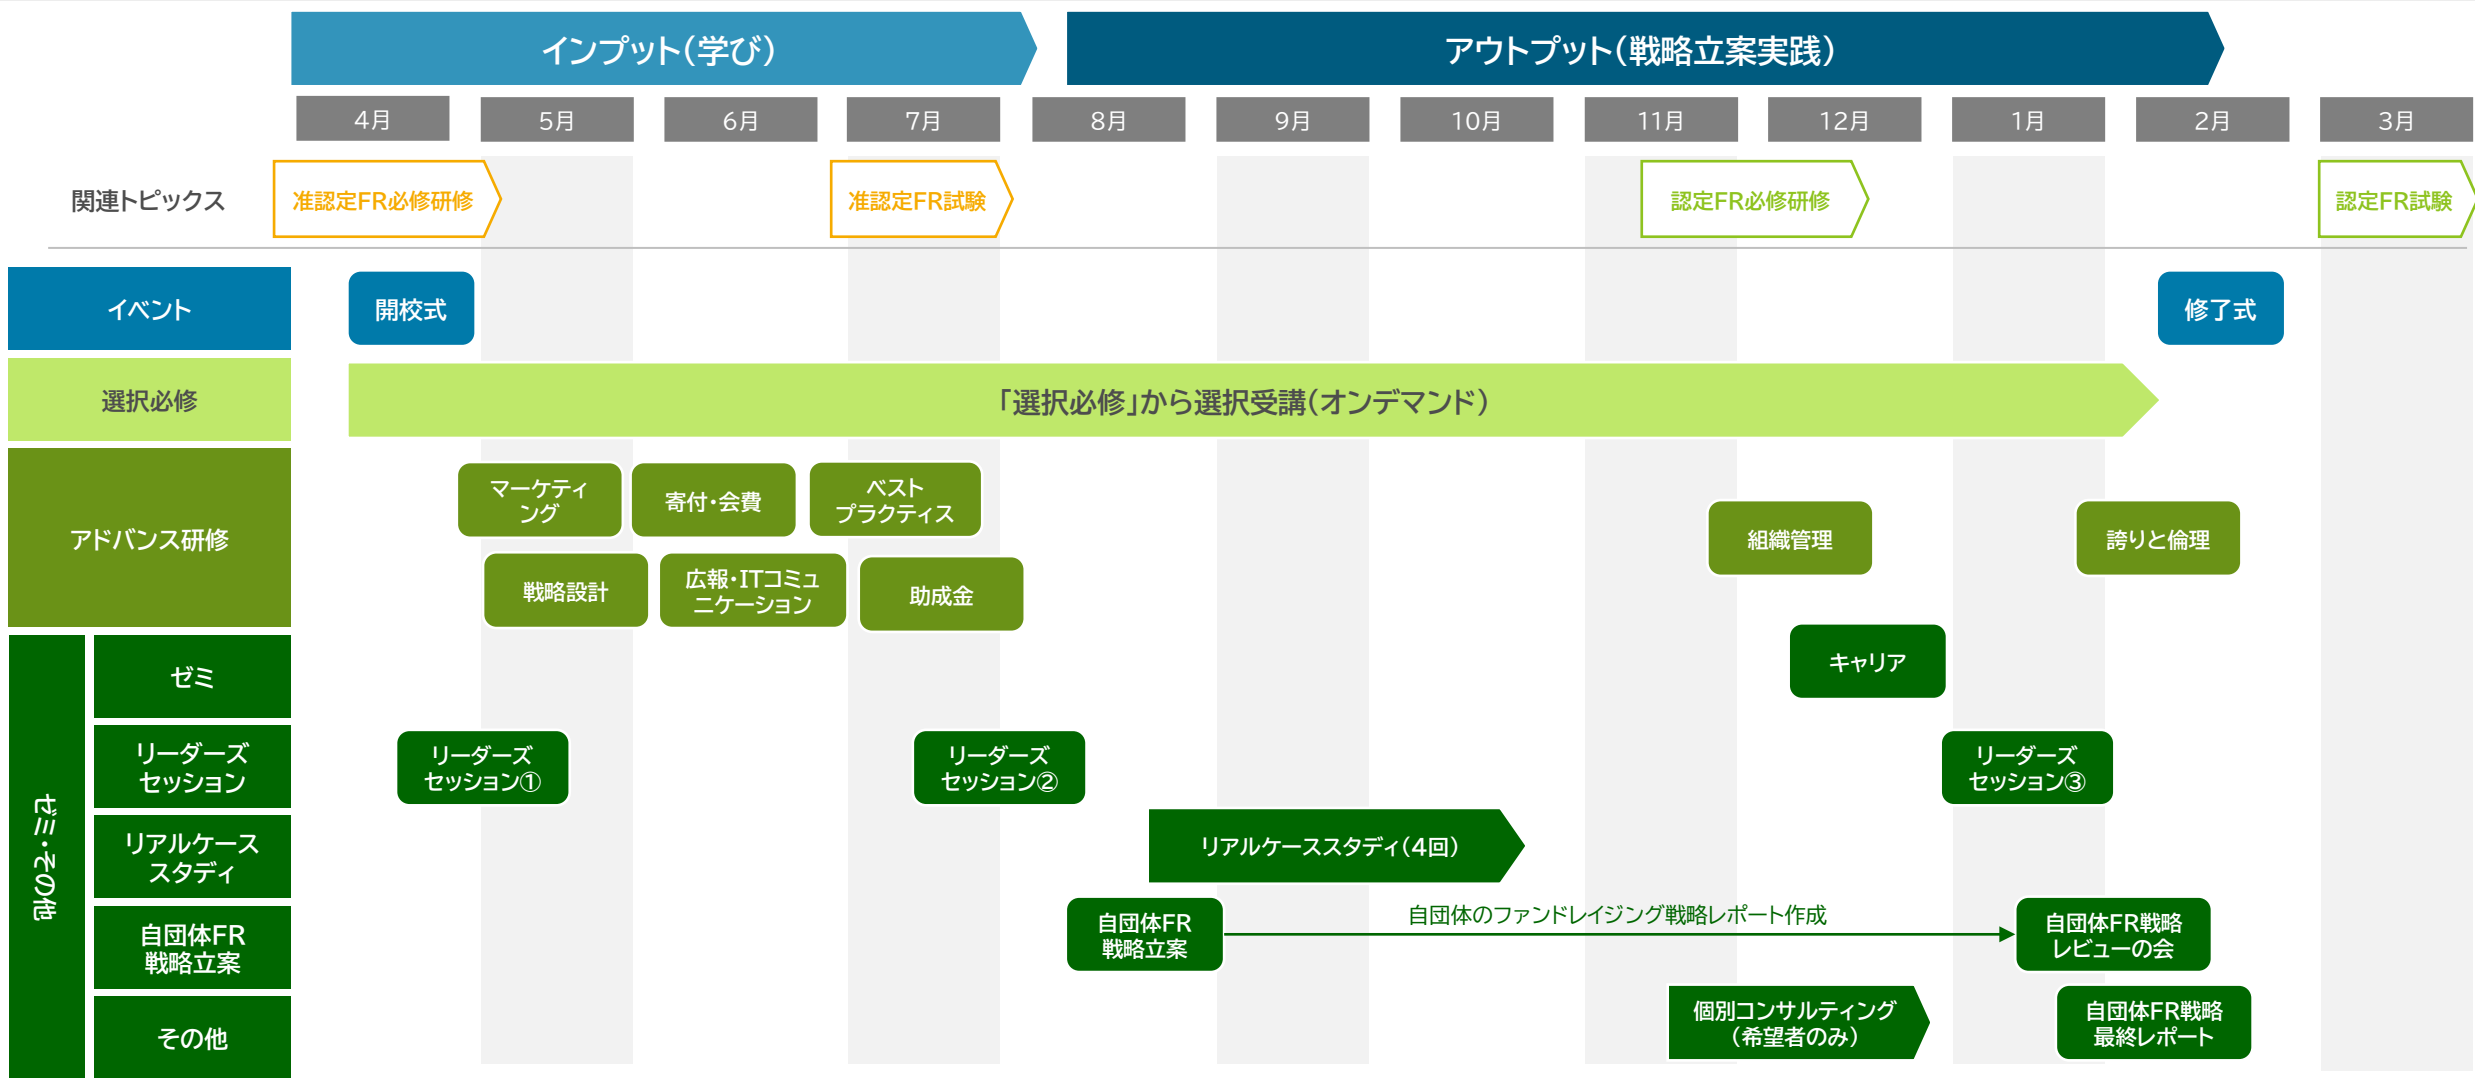 インプット（学び）
アウトプット（戦略立案実践）
4月
5月
6月
7月
8月
9月
10月
11月
12月
1月
2月
3月
関連トピックス
准認定FR必修研修
准認定FR試験
認定FR必修研修
認定FR試験
イベント
開校式
修了式
選択必修
「選択必修」から選択受講（オンデマンド）
アドバンス研修
マーケティ
ング
寄付・会費
ベスト
プラクティス
戦略設計
広報・ITコミュ
ニケーション
助成金
組織管理
誇りと倫理
ゼミ・その他
ゼミ
キャリア
リーダーズ
セッション
リーダーズ
セッション①
リーダーズ
セッション②
リーダーズ
セッション③
リアルケース
スタディ
リアルケーススタディ（4回）
自団体FR
戦略立案
自団体FR
戦略立案
自団体のファンドレイジング戦略レポート作成
自団体FR戦略
レビューの会
その他
個別コンサルティング
（希望者のみ）
自団体FR戦略
最終レポート